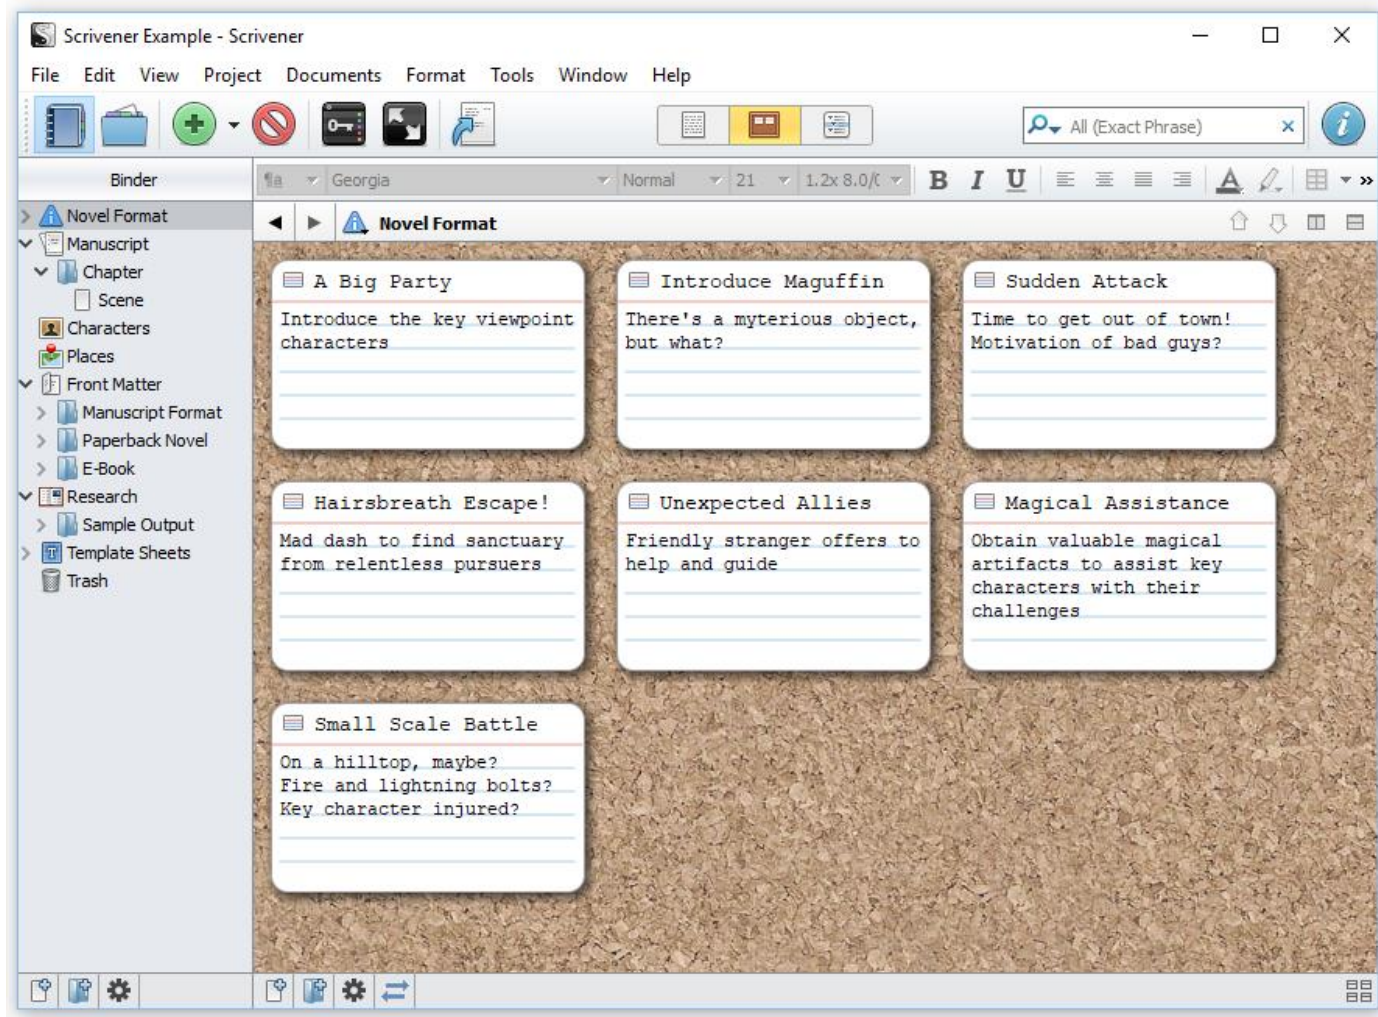 Scrivener Example - Scrivener
File Edit View Project Documents Format Tools Window Help
All (Exact Phrase)
Binder
Georgia Normal 21 1.2x 8.0/( B I U A
Novel Format
Manuscript
Chapter
Scene
Characters
Places
Front Matter
Manuscript Format
Paperback Novel
E-Book
Research
Sample Output
Template Sheets
Trash
Novel Format
A Big Party
Introduce the key viewpoint
characters
Introduce Maguffin
There's a myterious object,
but what?
Sudden Attack
Time to get out of town!
Motivation of bad guys?
Hairsbreath Escape!
Mad dash to find sanctuary
from relentless pursuers
Unexpected Allies
Friendly stranger offers to
help and guide
Magical Assistance
Obtain valuable magical
artifacts to assist key
characters with their
challenges
Small Scale Battle
On a hilltop, maybe?
Fire and lightning bolts?
Key character injured?